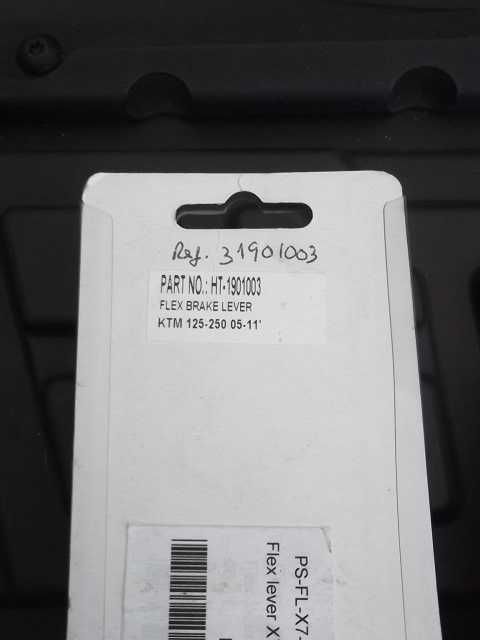 Ref. 31901003
PART NO.: HT-1901003
FLEX BRAKE LEVER
KTM 125-250 05-11'
PS-FL-X7-
Flex lever X